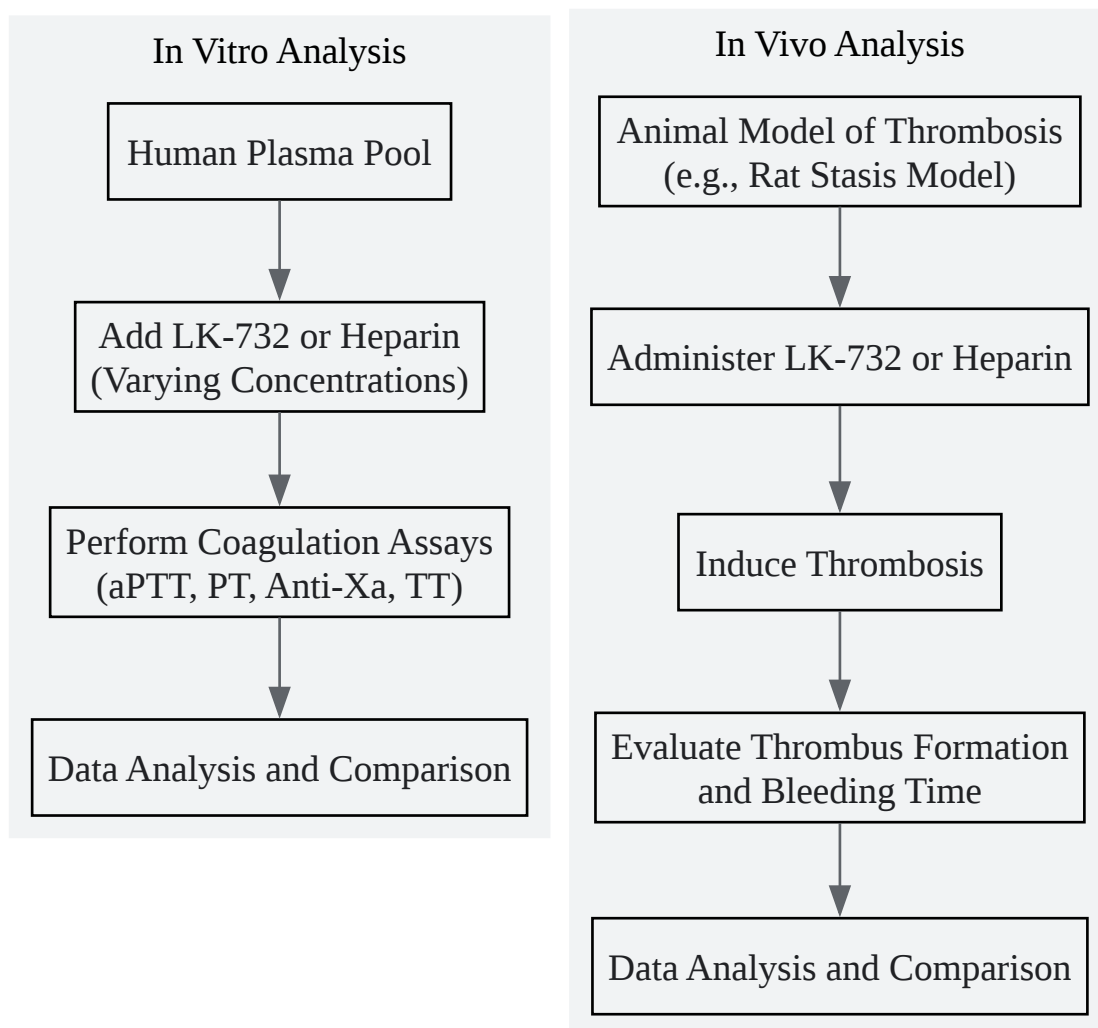 In Vitro Analysis
Human Plasma Pool
Add LK-732 or Heparin
(Varying Concentrations)
Perform Coagulation Assays
(aPTT, PT, Anti-Xa, TT)
Data Analysis and Comparison
In Vivo Analysis
Animal Model of Thrombosis
(e.g., Rat Stasis Model)
Administer LK-732 or Heparin
Induce Thrombosis
Evaluate Thrombus Formation
and Bleeding Time
Data Analysis and Comparison